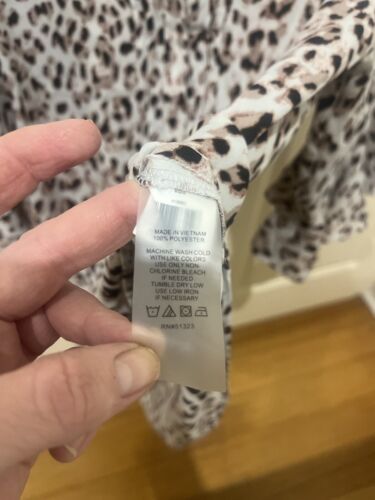 MADE IN VIETNAM
100% POLYESTER
MACHINE WASH COLD
WITH LIKE COLORS
USE ONLY NON
CHLORINE BLEACH
IF NEEDED
TUMBLE DRY LOW
USE LOW IRON
IF NECESSARY
RN#51323